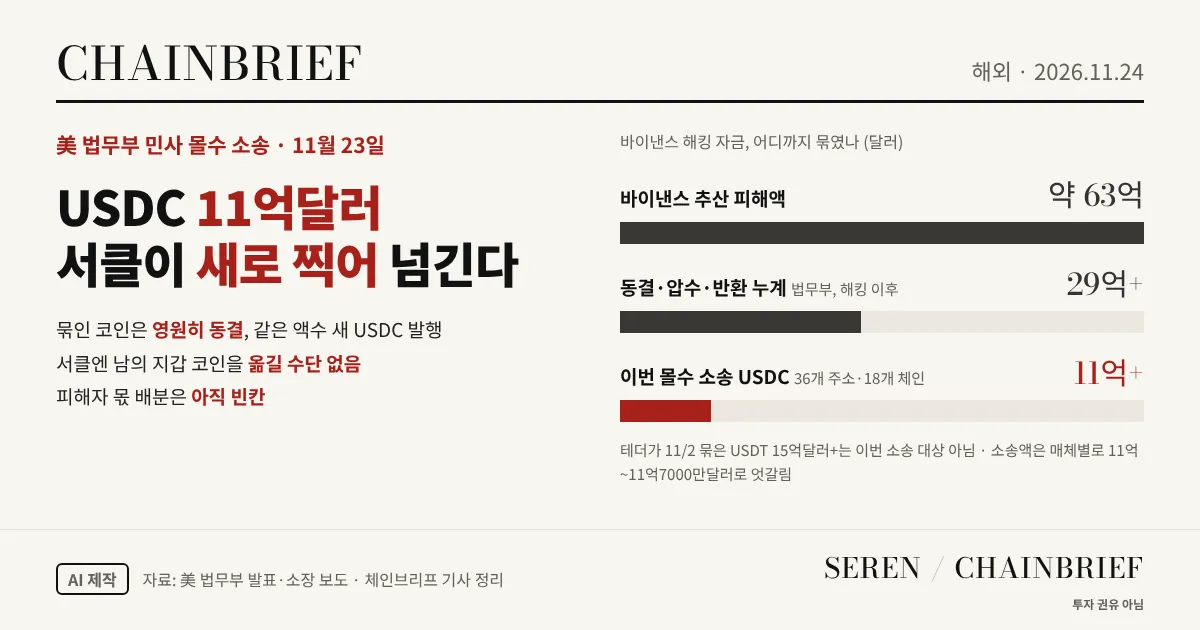 CHAINBRIEF
해외 · 2026.11.24
美 법무부 민사 몰수 소송 · 11월 23일
USDC 11억달러
서클이 새로 찍어 넘긴다
묶인 코인은 영원히 동결, 같은 액수 새 USDC 발행
서클엔 남의 지갑 코인을 옮길 수단 없음
피해자 몫 배분은 아직 빈칸
바이낸스 해킹 자금, 어디까지 묶였나 (달러)
바이낸스 추산 피해액 약 63억
동결·압수·반환 누계 법무부, 해킹 이후 29억+
이번 몰수 소송 USDC 36개 주소·18개 체인 11억+
테더가 11/2 묶은 USDT 15억달러+는 이번 소송 대상 아님 · 소송액은 매체별로 11억
~11억7000만달러로 엇갈림
AI 제작 자료: 美 법무부 발표·소장 보도 · 체인브리프 기사 정리
SEREN / CHAINBRIEF
투자 권유 아님